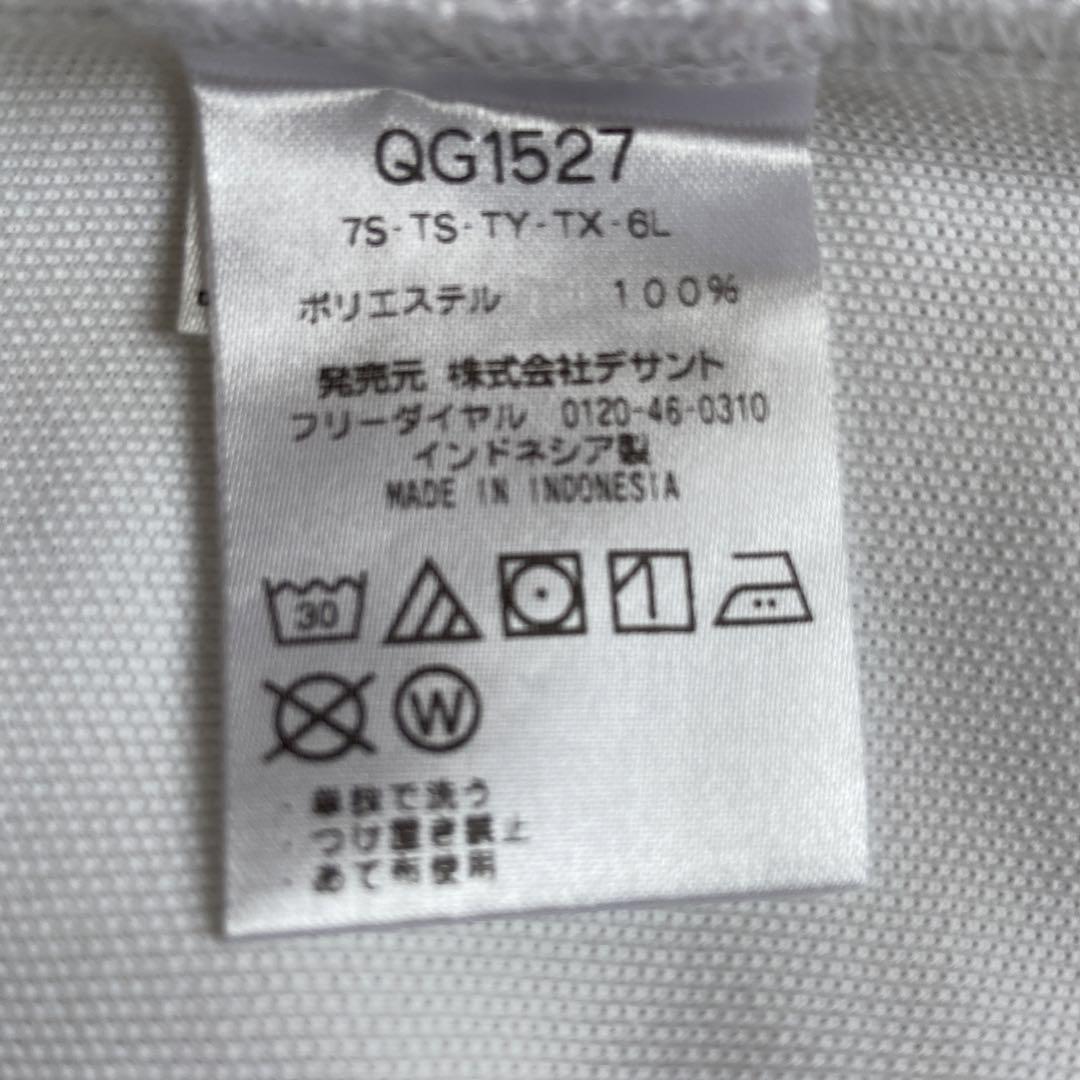 QG1527
7S-TS-TY-TX-6L
ポリエステル 100%
発売元 株式会社デサント
フリーダイヤル 0120-46-0310
インドネシア製
MADE IN INDONESIA
30
W
・単独で洗う
・つけ置き禁止
・あて布使用